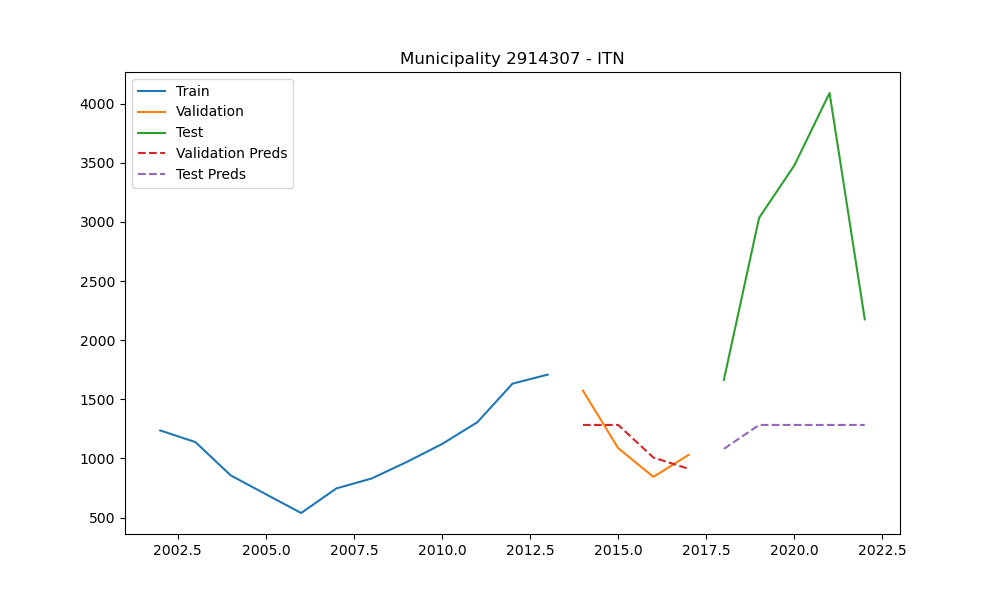 Municipality 2914307 - ITN
Train
Validation
Test
Validation Preds
Test Preds
4000
3500
3000
2500
2000
1500
1000
500
2002.5 2005.0 2007.5 2010.0 2012.5 2015.0 2017.5 2020.0 2022.5